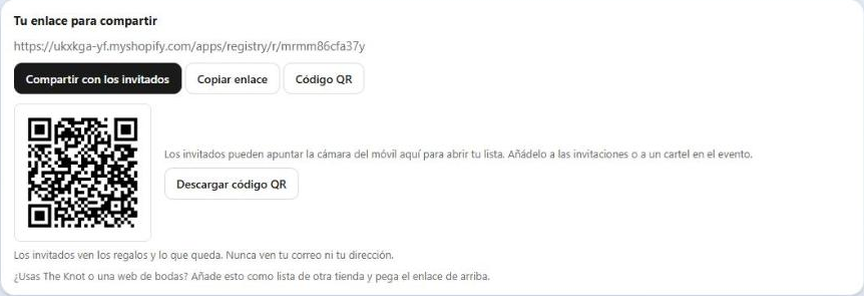 Tu enlace para compartir
https://ukxkga-yf.myshopify.com/apps/registry/r/mrmm86cfa37y
Compartir con los invitados
Copiar enlace
Código QR
Los invitados pueden apuntar la cámara del móvil aquí para abrir tu lista. Añádelo a las invitaciones o a un cartel en el evento.
Descargar código QR
Los invitados ven los regalos y lo que queda. Nunca ven tu correo ni tu dirección.
¿Usas The Knot o una web de bodas? Añade esto como lista de otra tienda y pega el enlace de arriba.